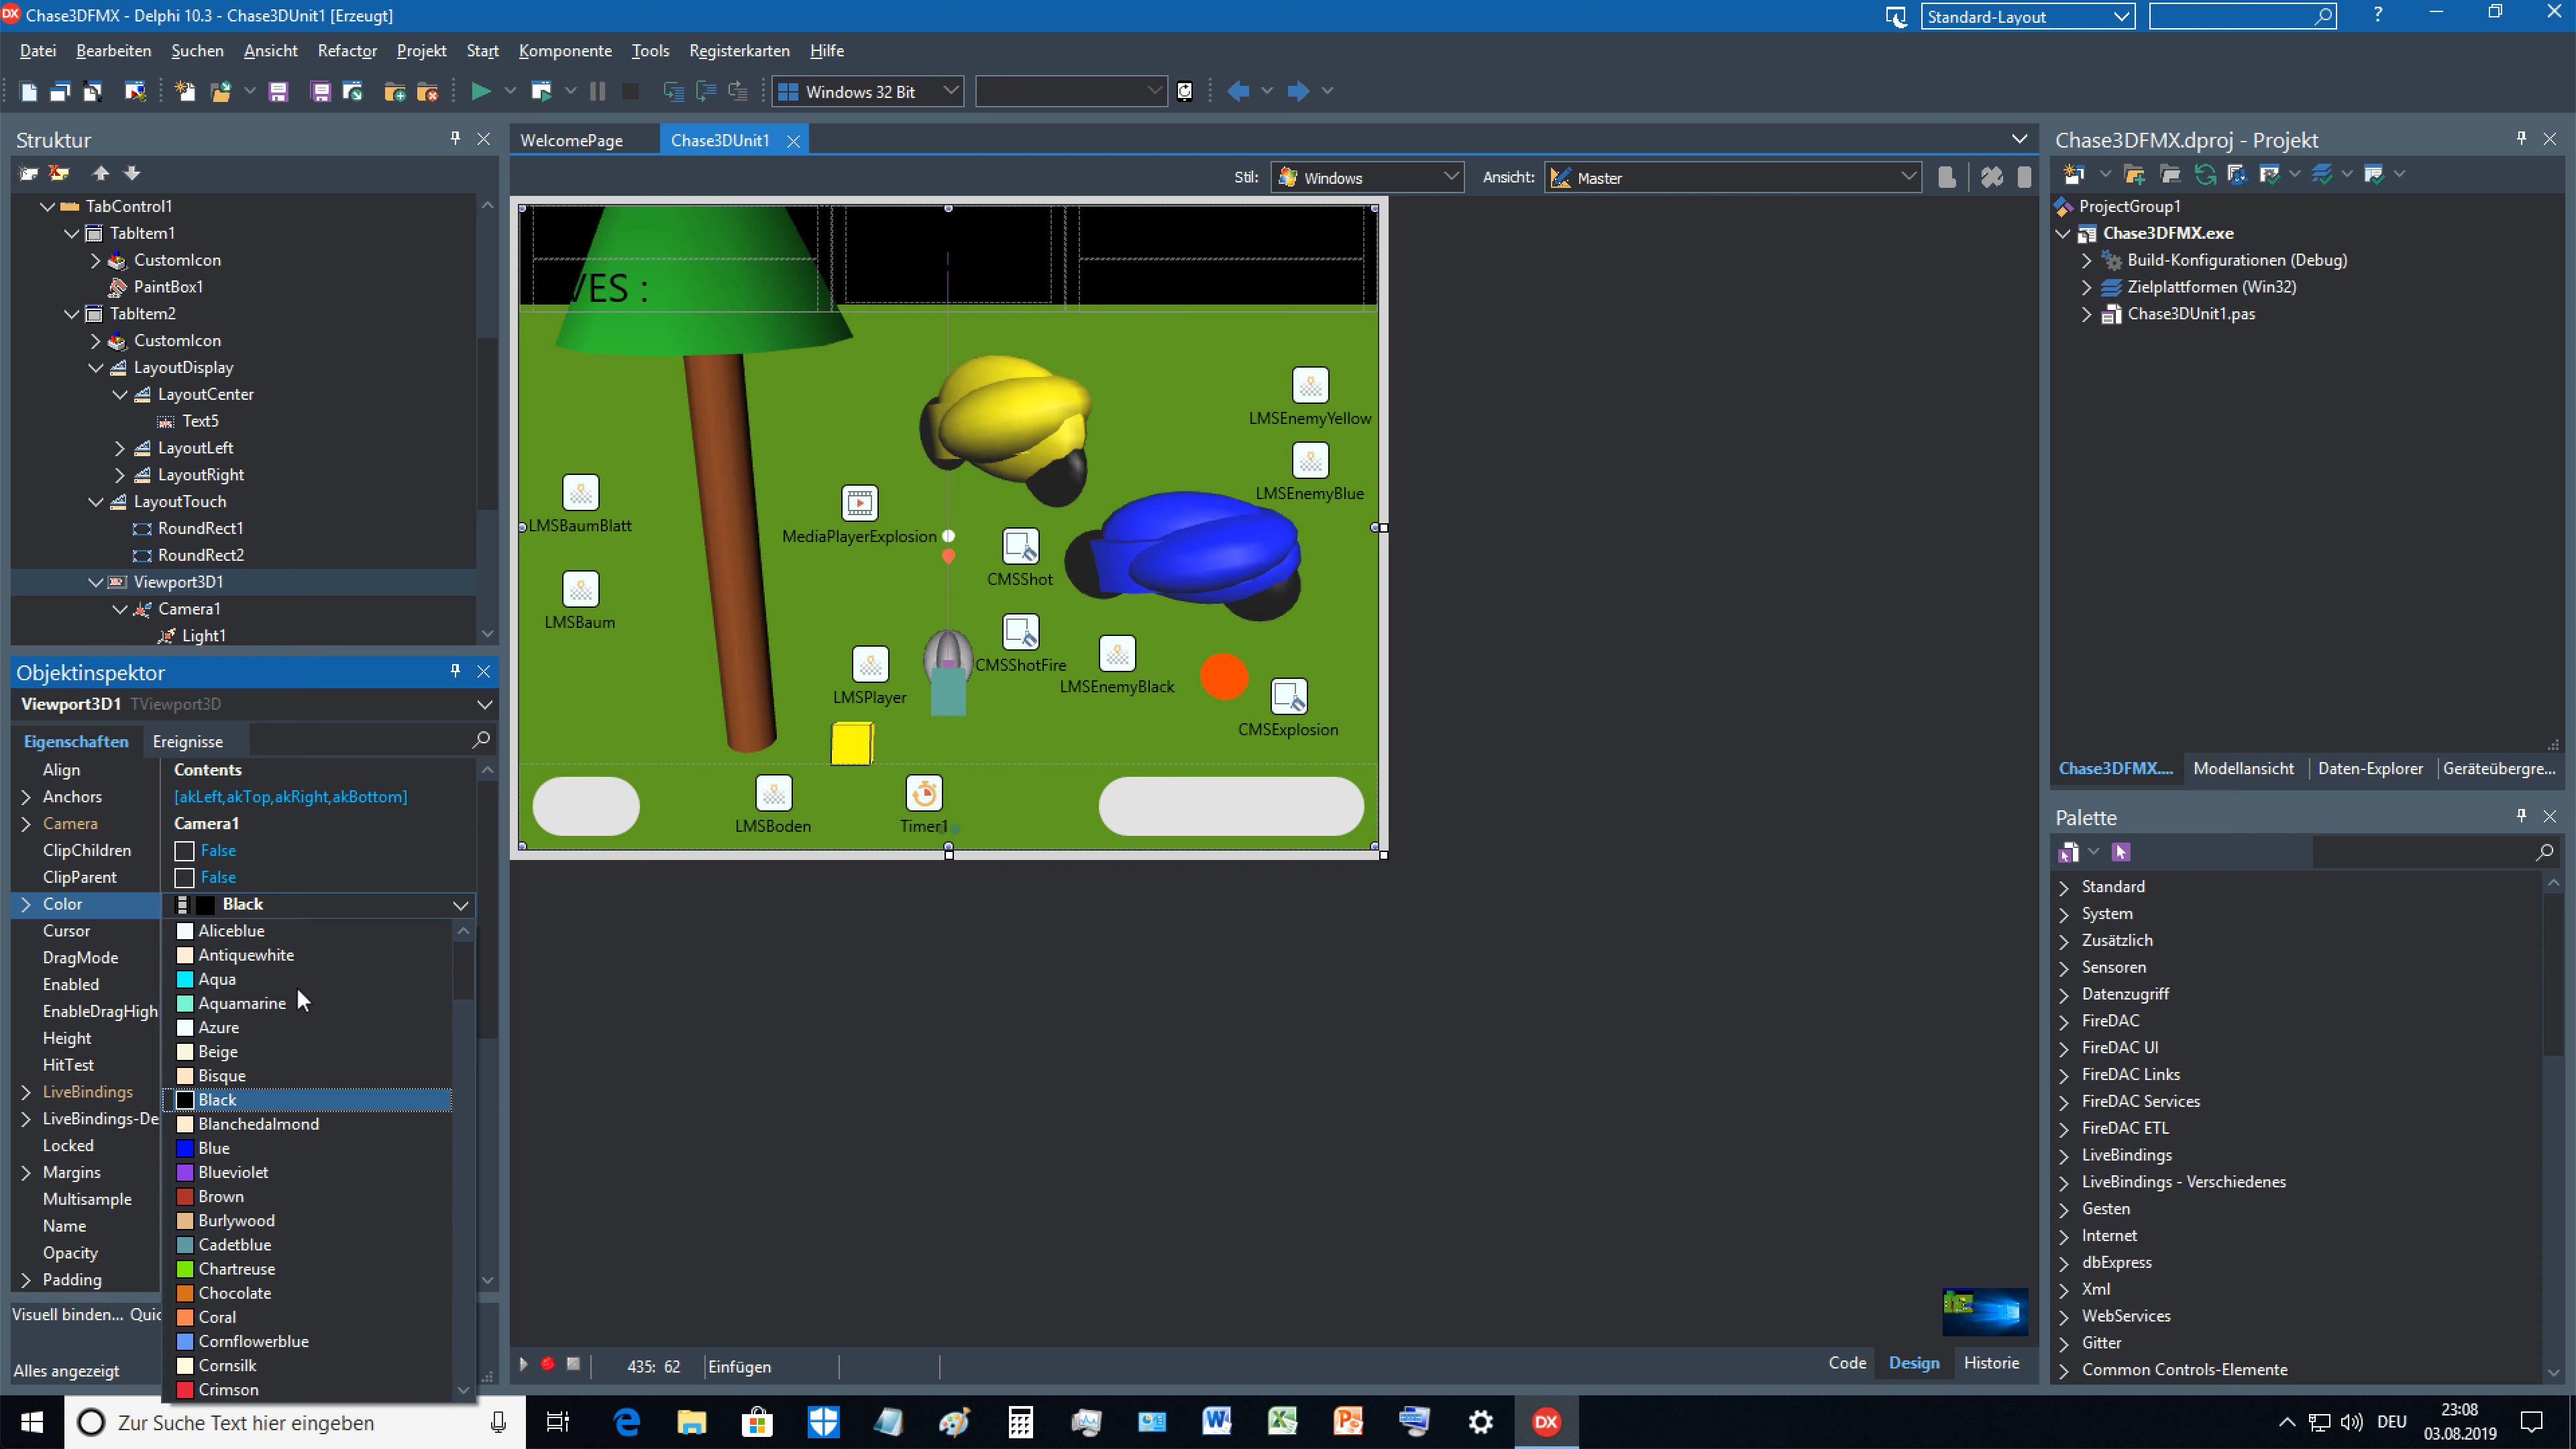 Chase3DFMX - Delphi 10.3 - Chase3DUnit1 [Erzeugt]
Standard-Layout
?
Datei Bearbeiten Suchen Ansicht Refactor Projekt Start Komponente Tools Registerkarten Hilfe
Windows 32 Bit
Struktur
TabControl1
TabItem1
CustomIcon
PaintBox1
TabItem2
CustomIcon
LayoutDisplay
LayoutCenter
Text5
LayoutLeft
LayoutRight
LayoutTouch
RoundRect1
RoundRect2
Viewport3D1
Camera1
Light1
Objektinspektor
Viewport3D1 TViewport3D
Eigenschaften Ereignisse
Align Contents
Anchors [akLeft,akTop,akRight,akBottom]
Camera Camera1
ClipChildren False
ClipParent False
Color Black
Cursor
DragMode
Enabled
EnableDragHigh
Height
HitTest
LiveBindings
LiveBindings-De
Locked
Margins
Multisample
Name
Opacity
Padding
Aliceblue
Antiquewhite
Aqua
Aquamarine
Azure
Beige
Bisque
Black
Blanchedalmond
Blue
Blueviolet
Brown
Burlywood
Cadetblue
Chartreuse
Chocolate
Coral
Cornflowerblue
Cornsilk
Crimson
Visuell binden... Quic
Alles angezeigt
WelcomePage Chase3DUnit1
Stil: Windows Ansicht: Master
VES :
LMSEnemyYellow
LMSEnemyBlue
LMSBaumBlatt
MediaPlayerExplosion
CMSShot
LMSBaum
CMSShotFire
LMSEnemyBlack
LMSPlayer
CMSExplosion
LMSBoden
Timer1
435: 62 Einfügen
Code Design Historie
Chase3DFMX.dproj - Projekt
ProjectGroup1
Chase3DFMX.exe
Build-Konfigurationen (Debug)
Zielplattformen (Win32)
Chase3DUnit1.pas
Chase3DFMX.... Modellansicht Daten-Explorer Geräteübergre...
Palette
Standard
System
Zusätzlich
Sensoren
Datenzugriff
FireDAC
FireDAC UI
FireDAC Links
FireDAC Services
FireDAC ETL
LiveBindings
LiveBindings - Verschiedenes
Gesten
Internet
dbExpress
Xml
WebServices
Gitter
Common Controls-Elemente
Zur Suche Text hier eingeben
DX
DEU
23:08
03.08.2019